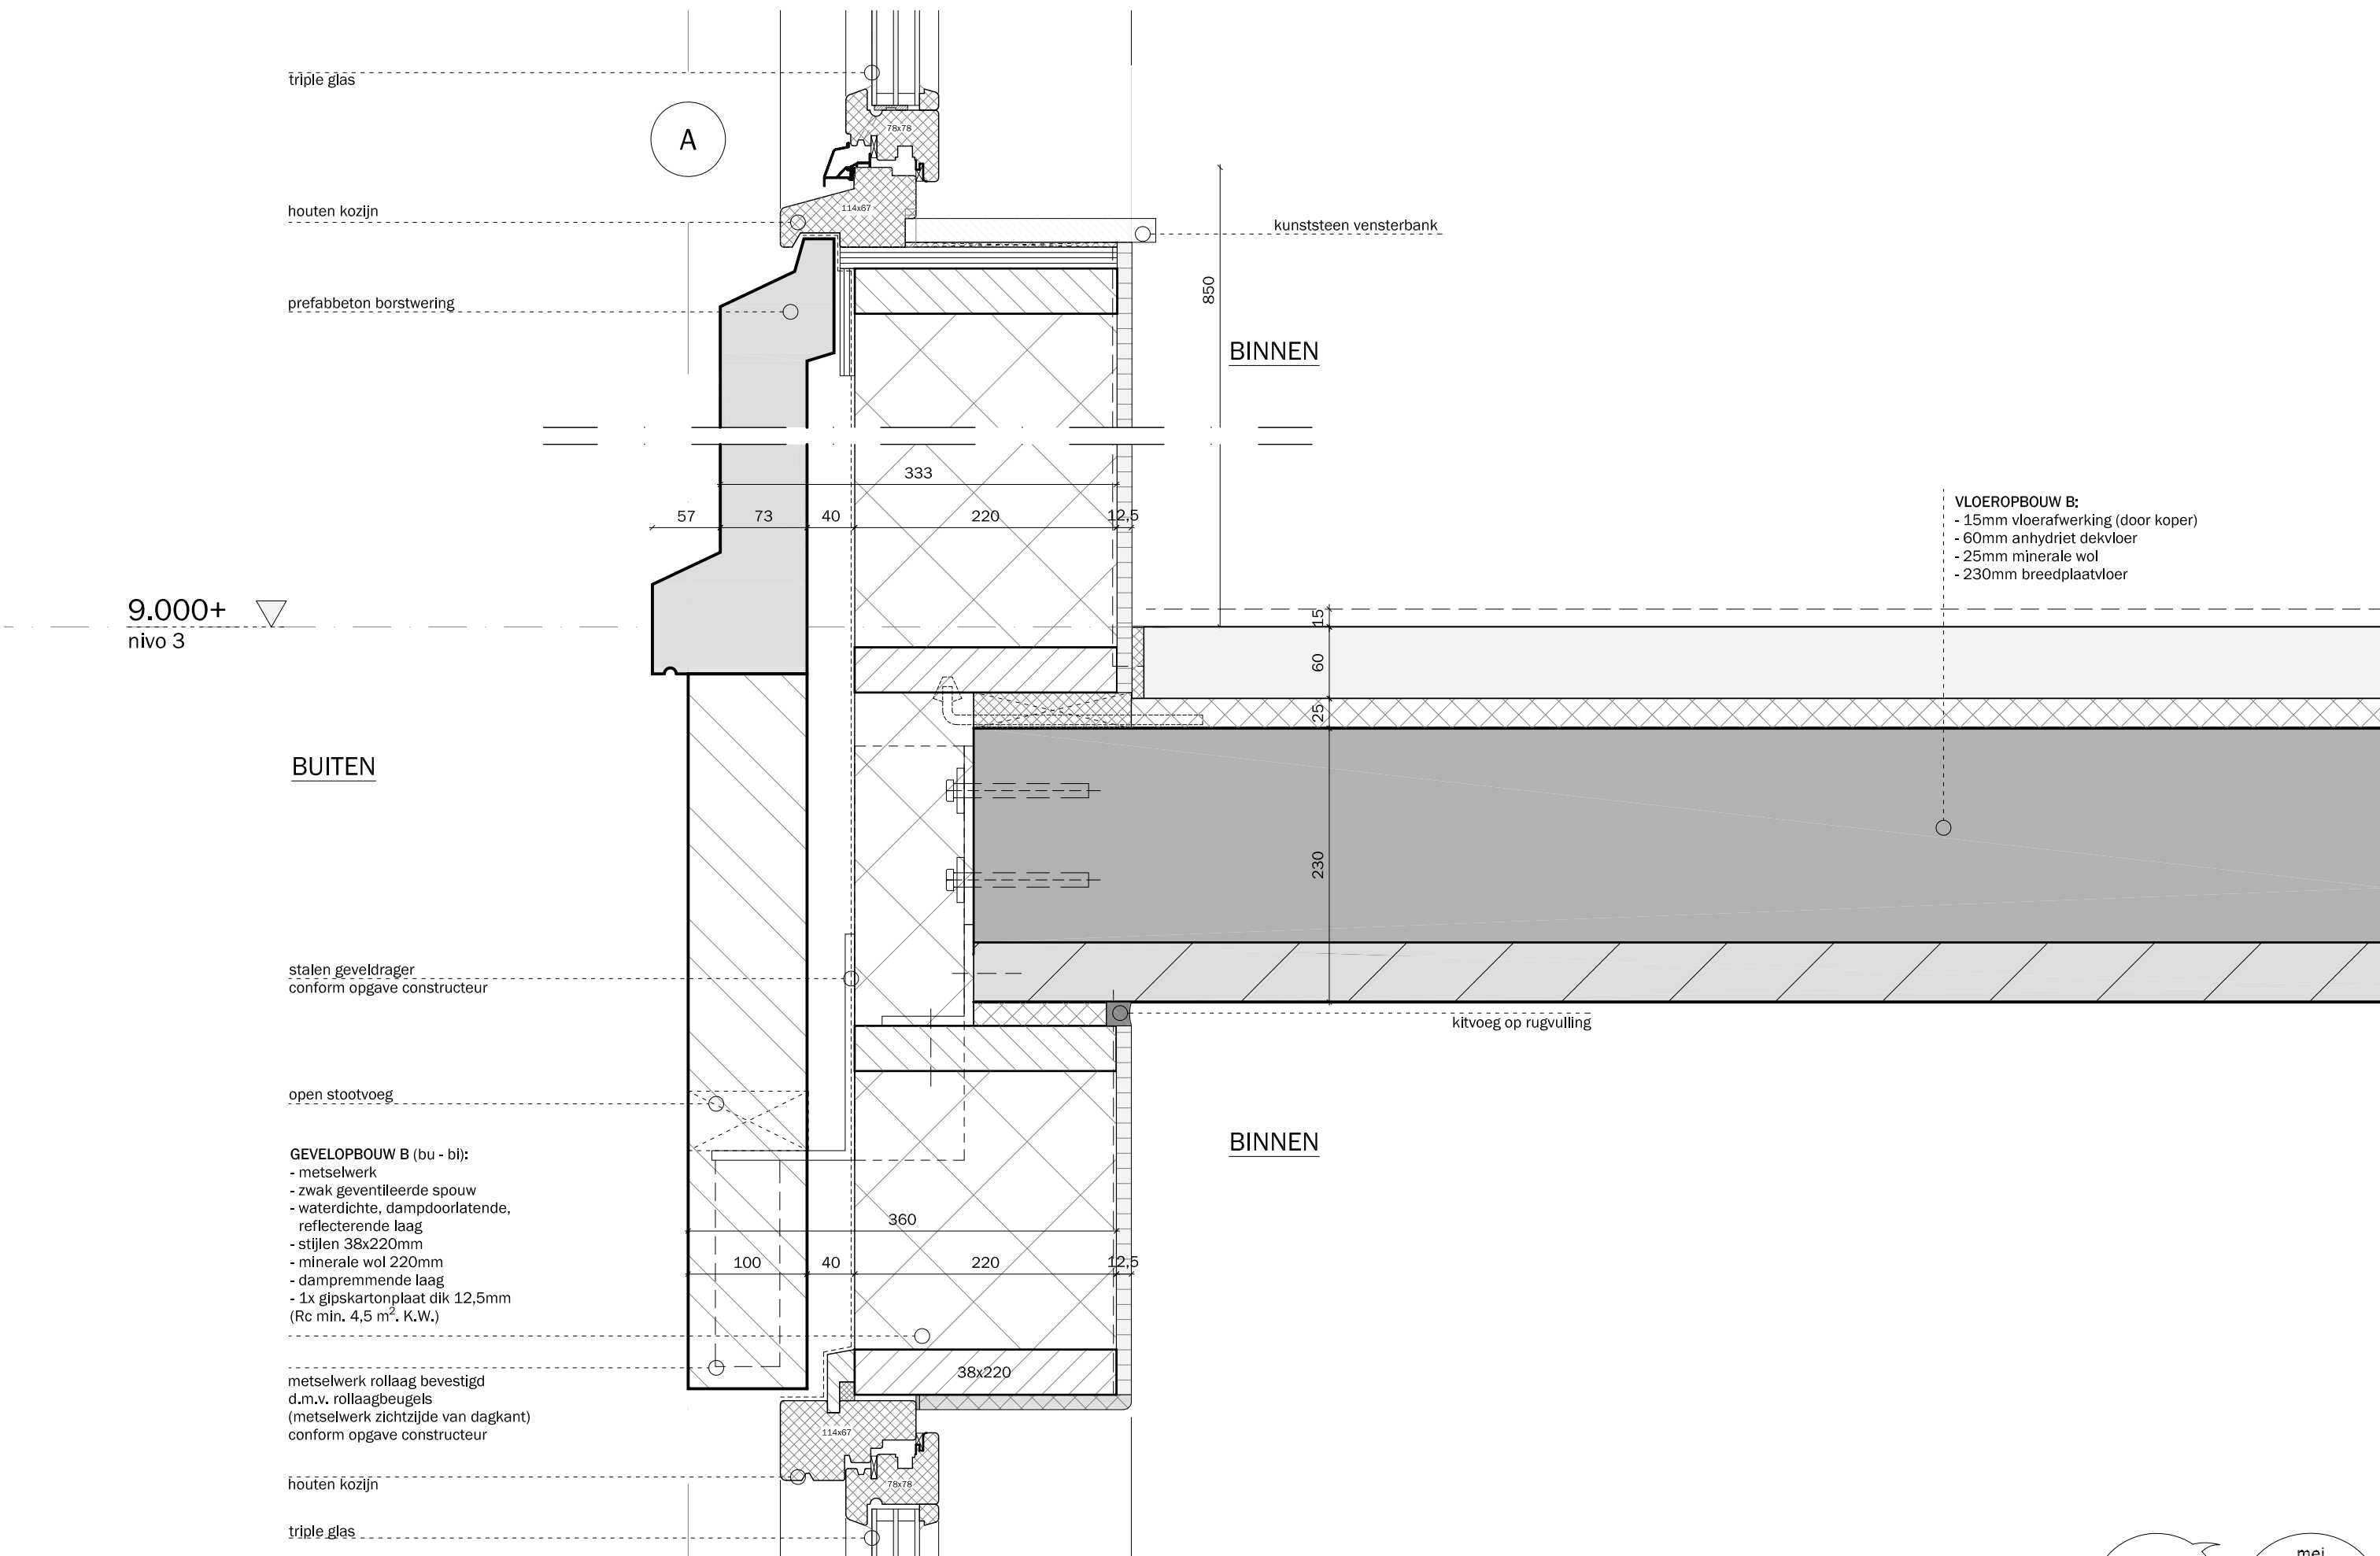 triple glas
A
78x78
houten kozijn
114x67
kunststeen vensterbank
prefabbeton borstwering
850
BINNEN
333
57
73
40
220
12,5
VLOEROPBOUW B:
- 15mm vloerafwerking (door koper)
- 60mm anhydriet dekvloer
- 25mm minerale wol
- 230mm breedplaatvloer
9.000+
nivo 3
15
60
25
BUITEN
230
stalen geveldrager
conform opgave constructeur
kitvoeg op rugvulling
open stootvoeg
BINNEN
GEVELOPBOUW B (bu - bi):
- metselwerk
- zwak geventileerde spouw
- waterdichte, dampdoorlatende,
reflecterende laag
- stijlen 38x220mm
- minerale wol 220mm
- dampremmende laag
- 1x gipskartonplaat dik 12,5mm
(Rc min. 4,5 m². K.W.)
360
100
40
220
12,5
38x220
metselwerk rollaag bevestigd
d.m.v. rollaagbeugels
(metselwerk zichtzijde van dagkant)
conform opgave constructeur
114x67
houten kozijn
78x78
triple glas
mei